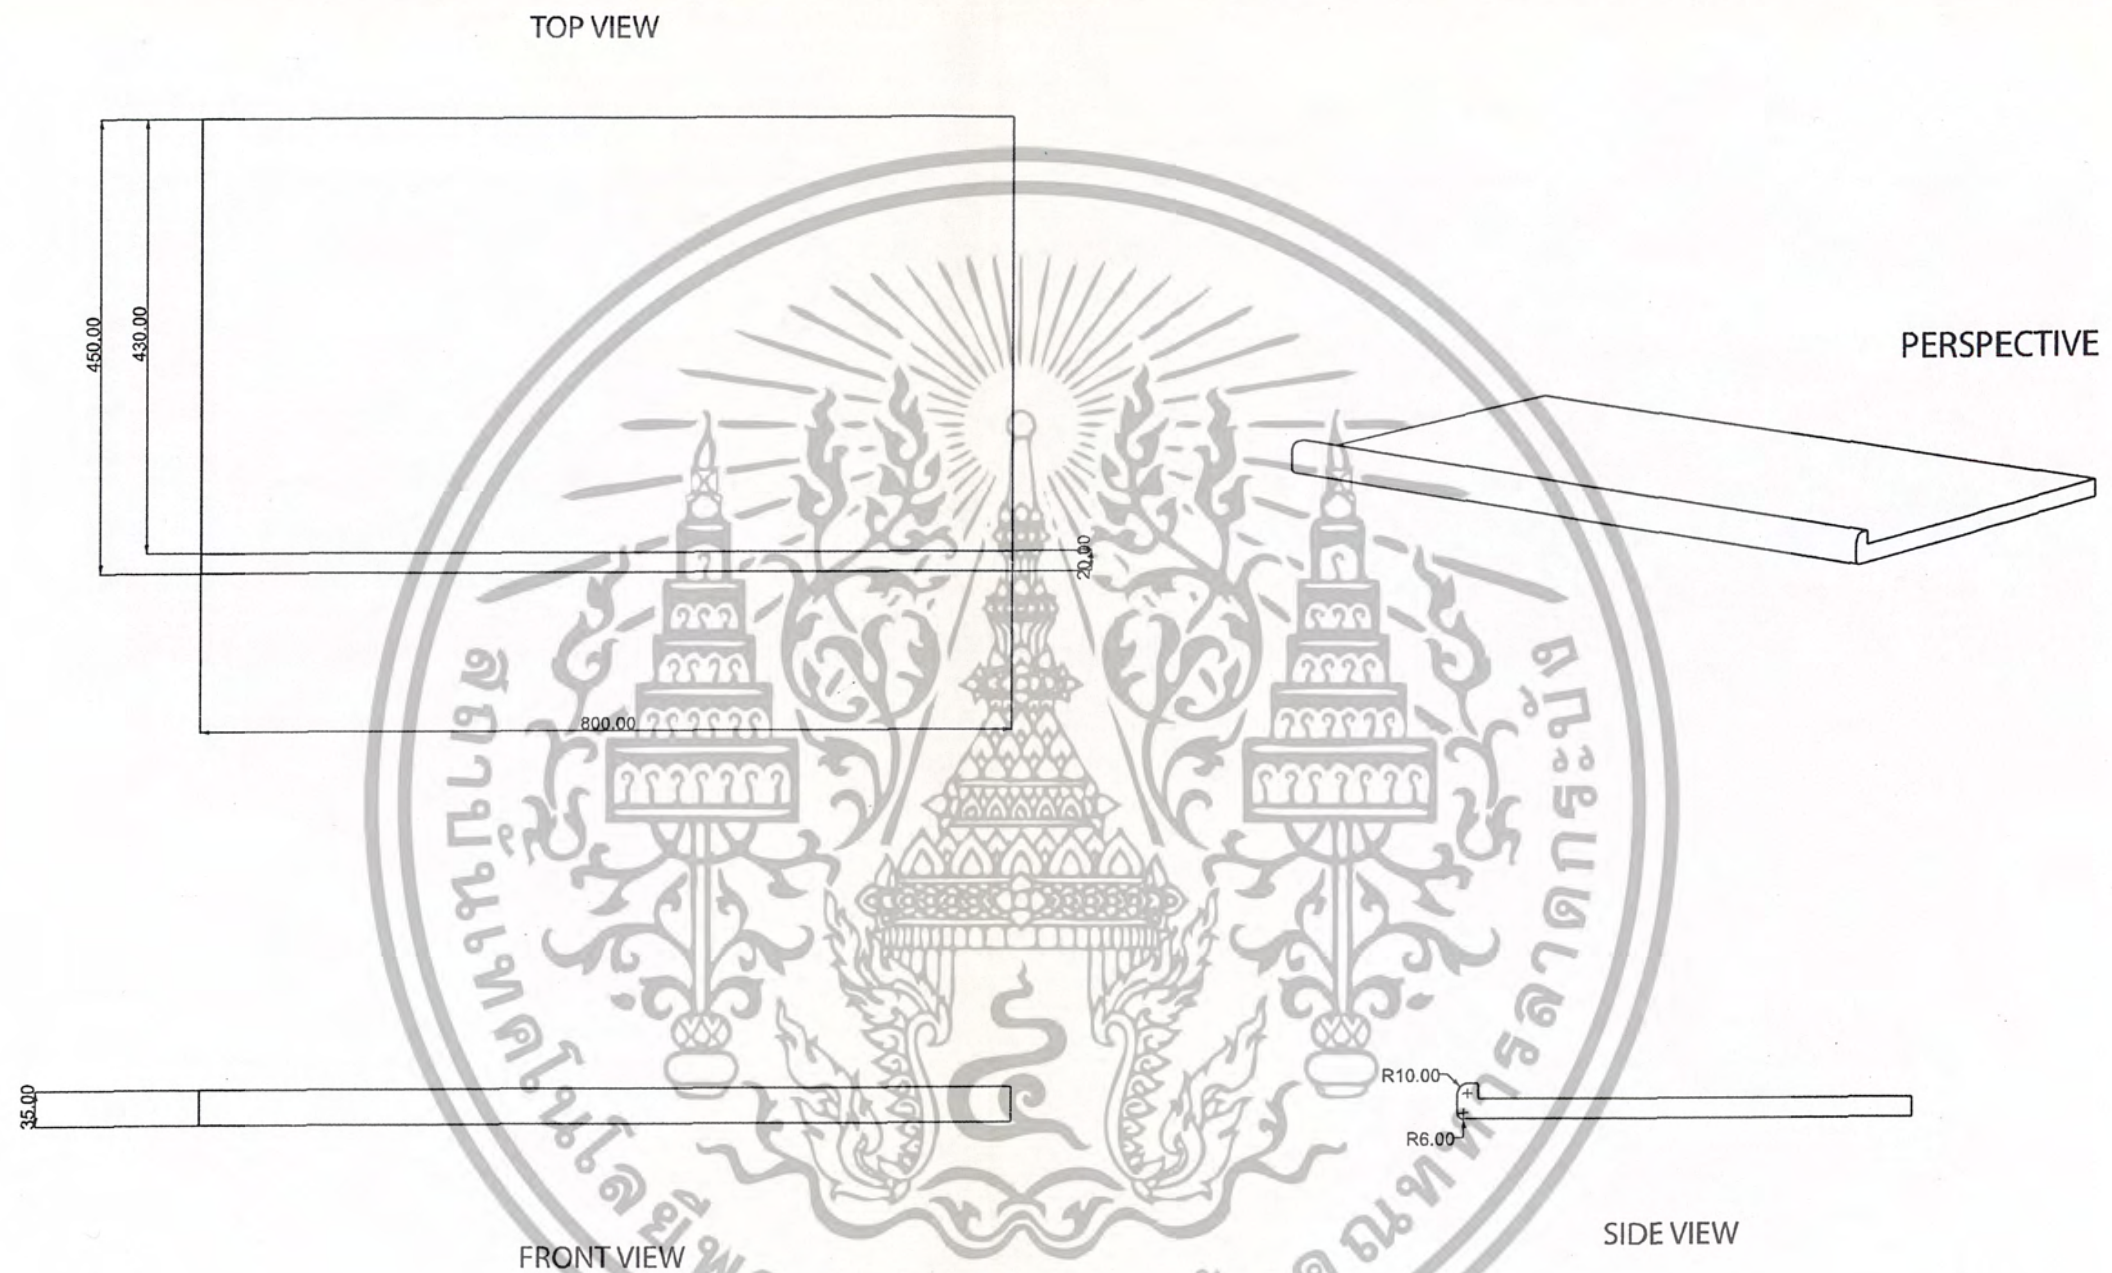 TOP VIEW
450.00
430.00
20.00
800.00
PERSPECTIVE
35.00
FRONT VIEW
R10.00
R6.00
SIDE VIEW